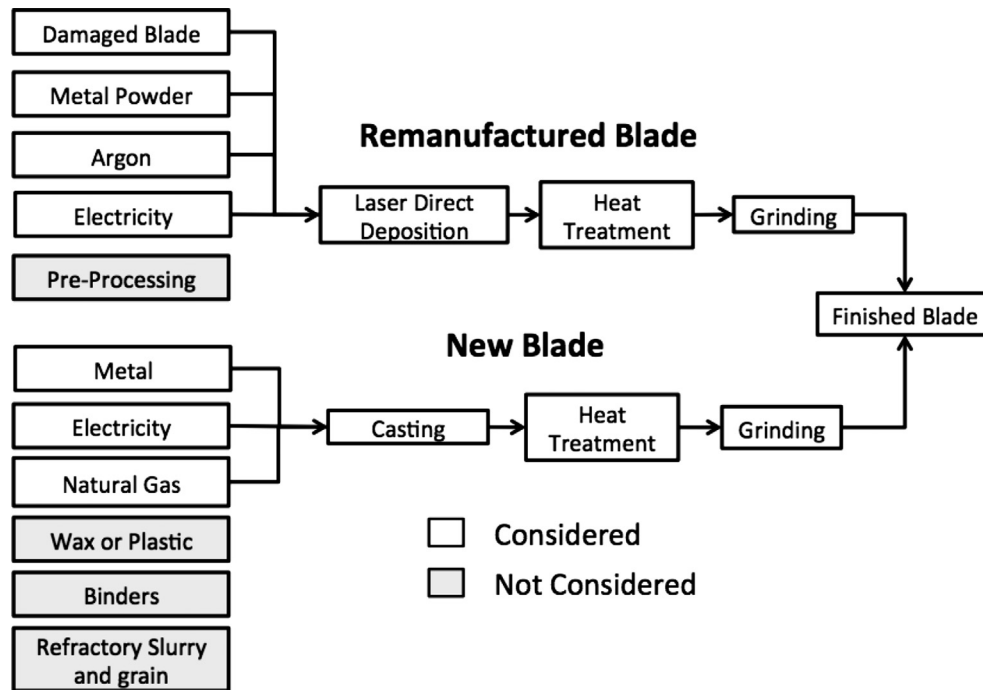 Damaged Blade
Metal Powder
Argon
Electricity
Pre-Processing
Remanufactured Blade
Laser Direct
Deposition
Heat
Treatment
Grinding
Finished Blade
New Blade
Metal
Electricity
Natural Gas
Wax or Plastic
Binders
Refractory Slurry
and grain
Casting
Heat
Treatment
Grinding
Considered
Not Considered